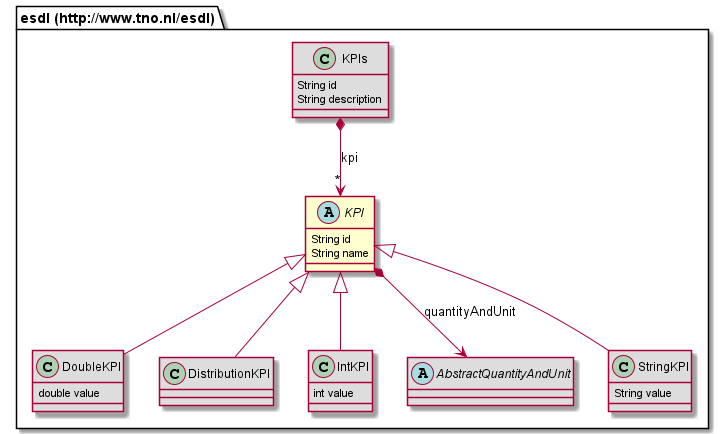 esdl (http://www.tno.nl/esdl)
C KPIs
String id
String description
kpi
*
A KPI
String id
String name
quantityAndUnit
C DoubleKPI
double value
C DistributionKPI
C IntKPI
int value
A AbstractQuantityAndUnit
C StringKPI
String value